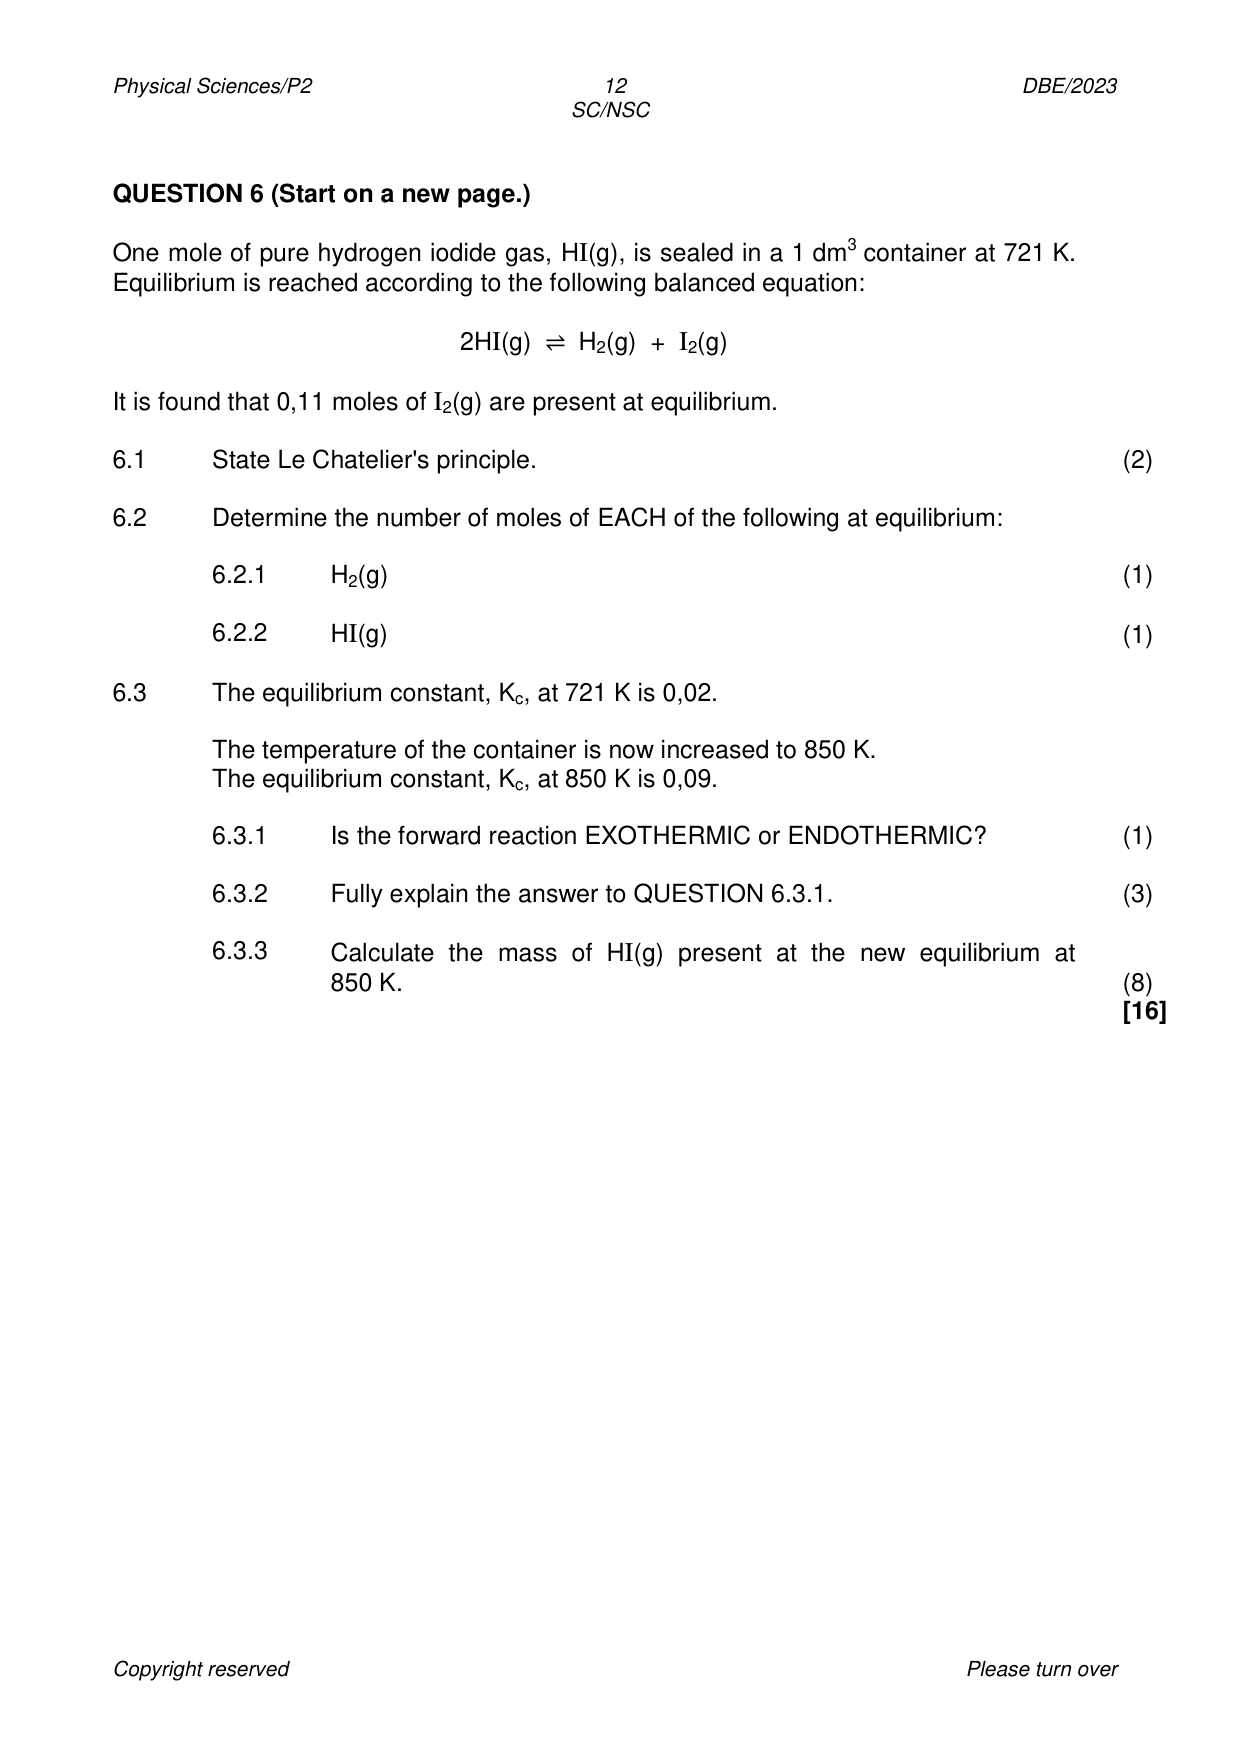 Physical Sciences/P2 12 DBE/2023
SC/NSC
QUESTION 6 (Start on a new page.)
One mole of pure hydrogen iodide gas, HI(g), is sealed in a 1 dm³ container at 721 K.
Equilibrium is reached according to the following balanced equation:
2HI(g) ⇌ H₂(g) + I₂(g)
It is found that 0,11 moles of I₂(g) are present at equilibrium.
6.1 State Le Chatelier's principle. (2)
6.2 Determine the number of moles of EACH of the following at equilibrium:
6.2.1 H₂(g) (1)
6.2.2 HI(g) (1)
6.3 The equilibrium constant, K꜀, at 721 K is 0,02.
The temperature of the container is now increased to 850 K.
The equilibrium constant, K꜀, at 850 K is 0,09.
6.3.1 Is the forward reaction EXOTHERMIC or ENDOTHERMIC? (1)
6.3.2 Fully explain the answer to QUESTION 6.3.1. (3)
6.3.3 Calculate the mass of HI(g) present at the new equilibrium at
850 K. (8)
[16]
Copyright reserved Please turn over